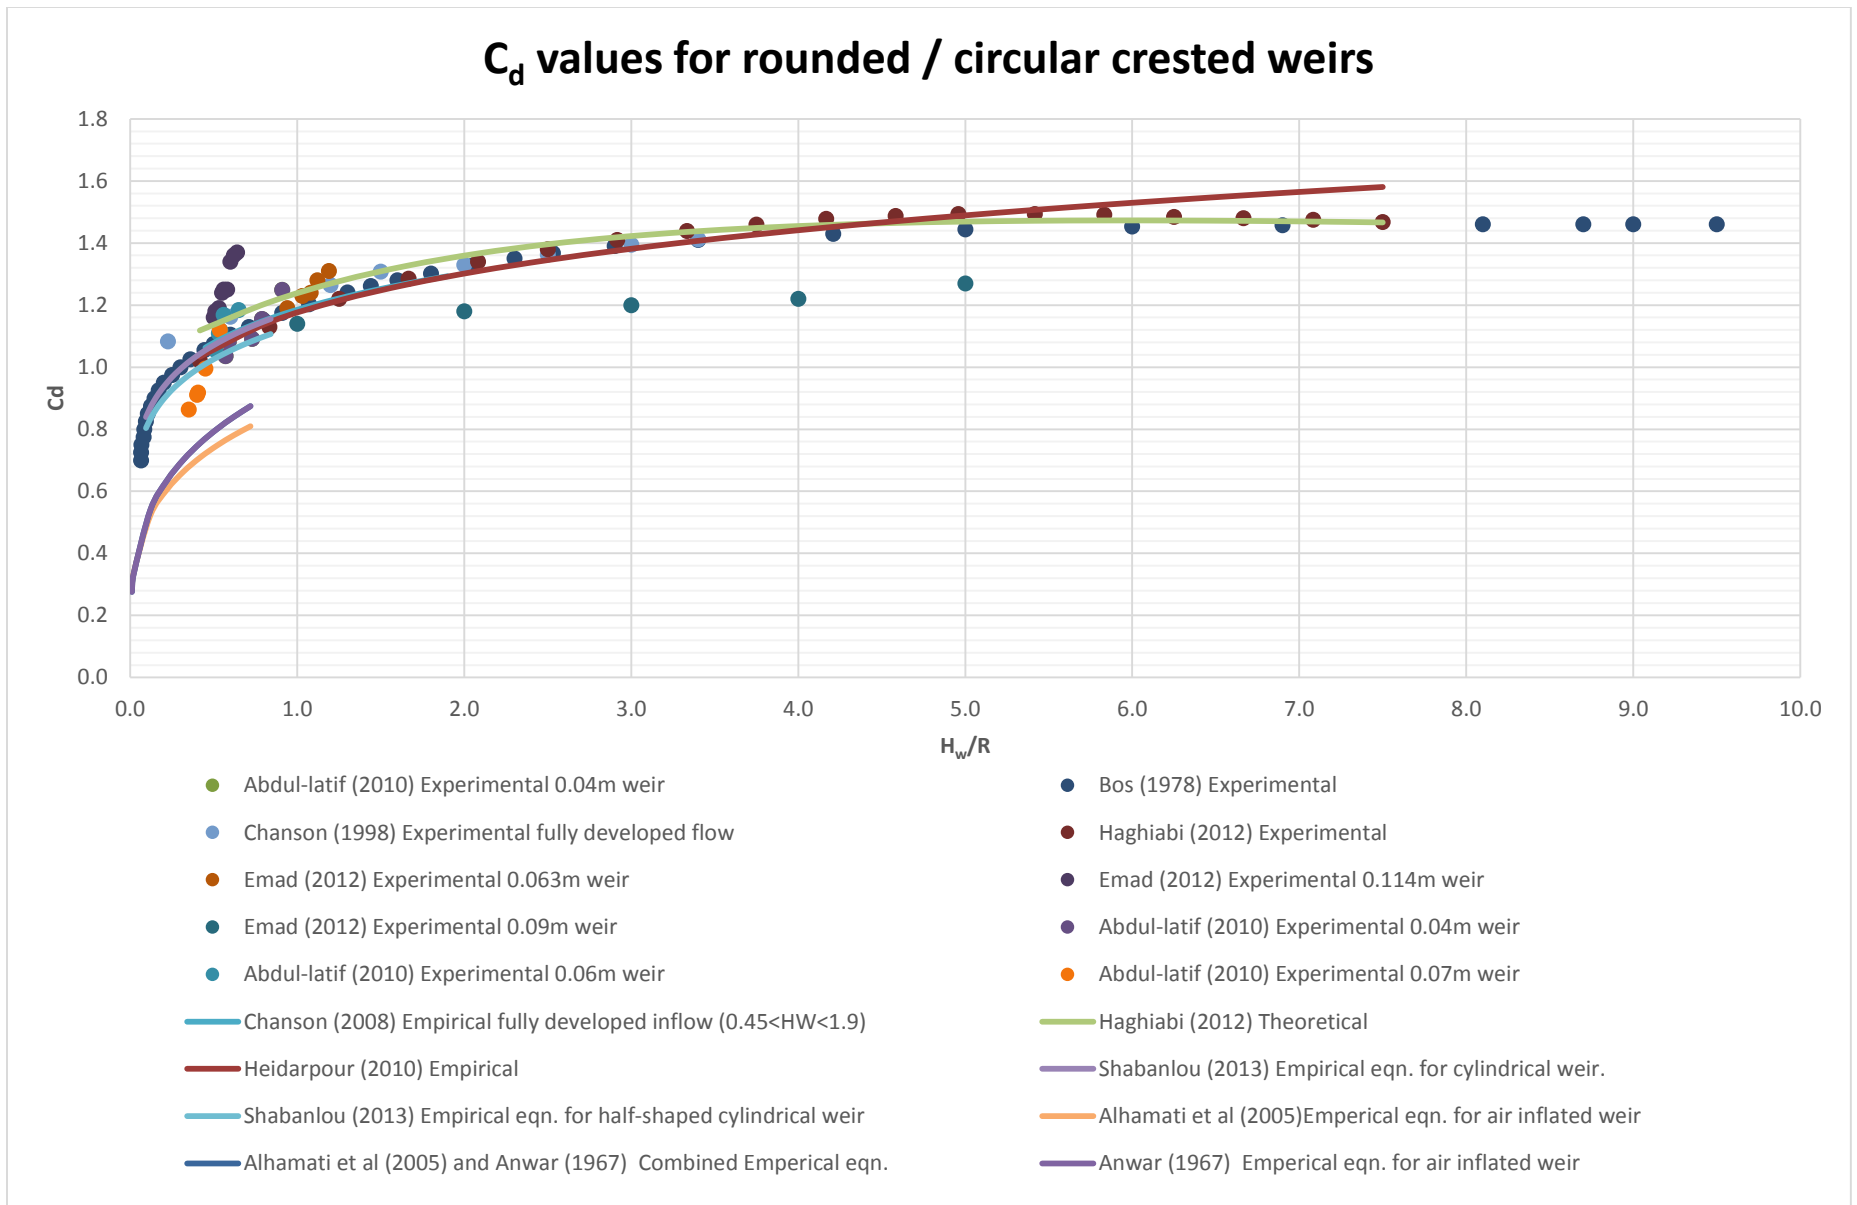 Cd values for rounded / circular crested weirs
1.8
1.6
1.4
1.2
1.0
0.8
0.6
0.4
0.2
0.0
Cd
0.0 1.0 2.0 3.0 4.0 5.0 6.0 7.0 8.0 9.0 10.0
Hw/R
Abdul-latif (2010) Experimental 0.04m weir
Bos (1978) Experimental
Chanson (1998) Experimental fully developed flow
Haghiabi (2012) Experimental
Emad (2012) Experimental 0.063m weir
Emad (2012) Experimental 0.114m weir
Emad (2012) Experimental 0.09m weir
Abdul-latif (2010) Experimental 0.04m weir
Abdul-latif (2010) Experimental 0.06m weir
Abdul-latif (2010) Experimental 0.07m weir
Chanson (2008) Empirical fully developed inflow (0.45<HW<1.9)
Haghiabi (2012) Theoretical
Heidarpour (2010) Empirical
Shabanlou (2013) Empirical eqn. for cylindrical weir.
Shabanlou (2013) Empirical eqn. for half-shaped cylindrical weir
Alhamati et al (2005)Emperical eqn. for air inflated weir
Alhamati et al (2005) and Anwar (1967) Combined Emperical eqn.
Anwar (1967) Emperical eqn. for air inflated weir